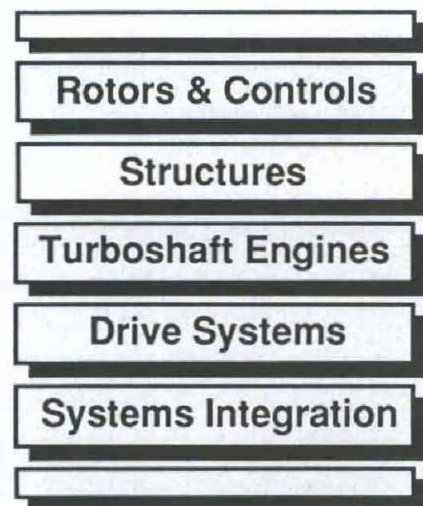 Rotors & Controls
Structures
Turboshaft Engines
Drive Systems
Systems Integration